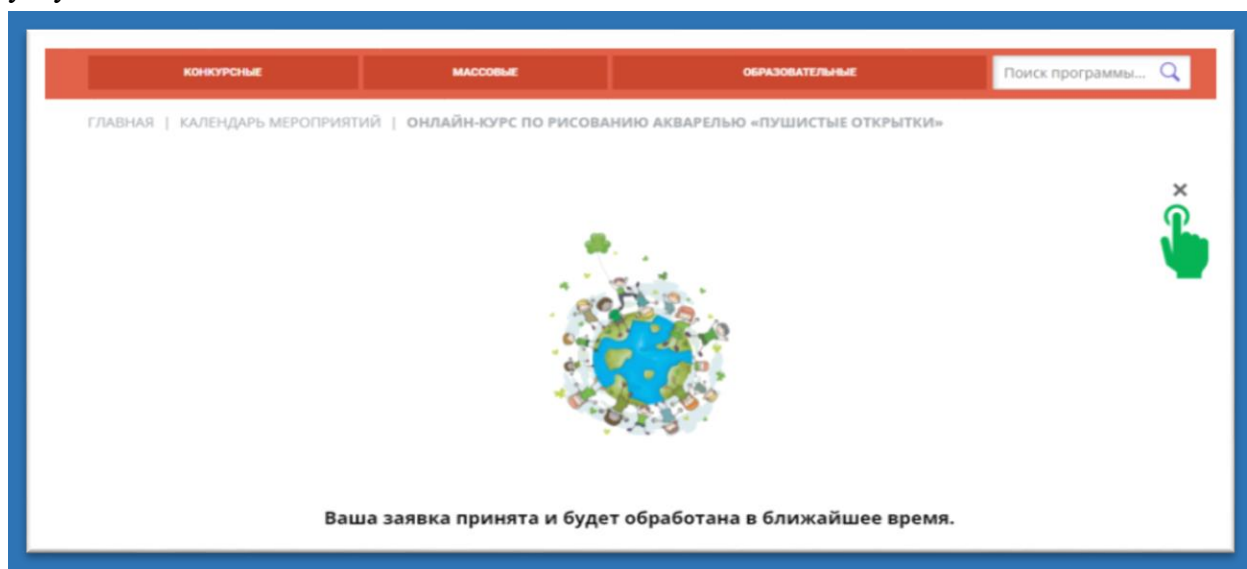 КОНКУРСНЫЕ МАССОВЫЕ ОБРАЗОВАТЕЛЬНЫЕ Поиск программы...
ГЛАВНАЯ | КАЛЕНДАРЬ МЕРОПРИЯТИЙ | ОНЛАЙН-КУРС ПО РИСОВАНИЮ АКВАРЕЛЬЮ «ПУШИСТЫЕ ОТКРЫТКИ»
Ваша заявка принята и будет обработана в ближайшее время.